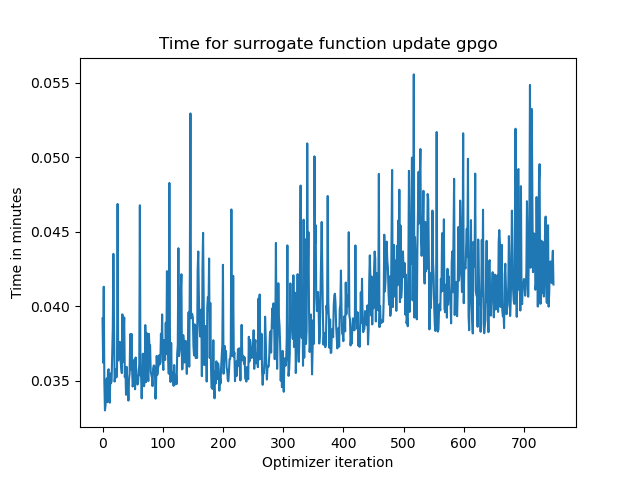 Time for surrogate function update gpgo
0.055
0.050
0.045
0.040
0.035
Time in minutes
0 100 200 300 400 500 600 700
Optimizer iteration